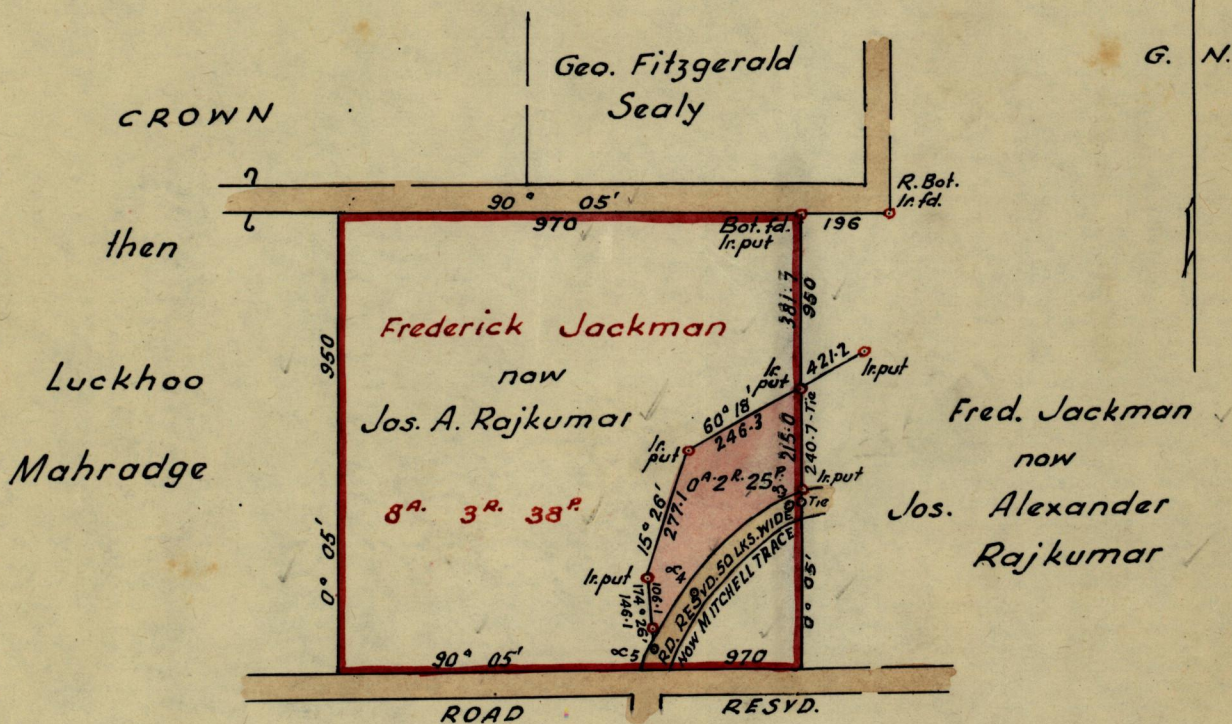 G. N.
Geo. Fitzgerald
Sealy
CROWN
R. Bot.
Ir. fd.
90° 05'
970
Bot. fd.
Ir. put
196
then
381.7
950
Frederick Jackman
now
Jos. A. Rajkumar
8A. 3R. 38P.
950
0° 05'
Luckhoo
Mahradge
Ir.
put
421.2
Ir. put
60° 18'
246.3
Ir.
put
215.0
240.7-Tie
Ir. put
0A. 2R. 25P.
Tie
15° 26'
277.1
Fred. Jackman
now
Jos. Alexander
Rajkumar
Ir. put
106.1
174° 26'
146.1
∝4
∝5
RD. RESVD. 50 LKS. WIDE
NOW MITCHELL TRACE
0° 05'
90° 05'
970
ROAD RESVD.